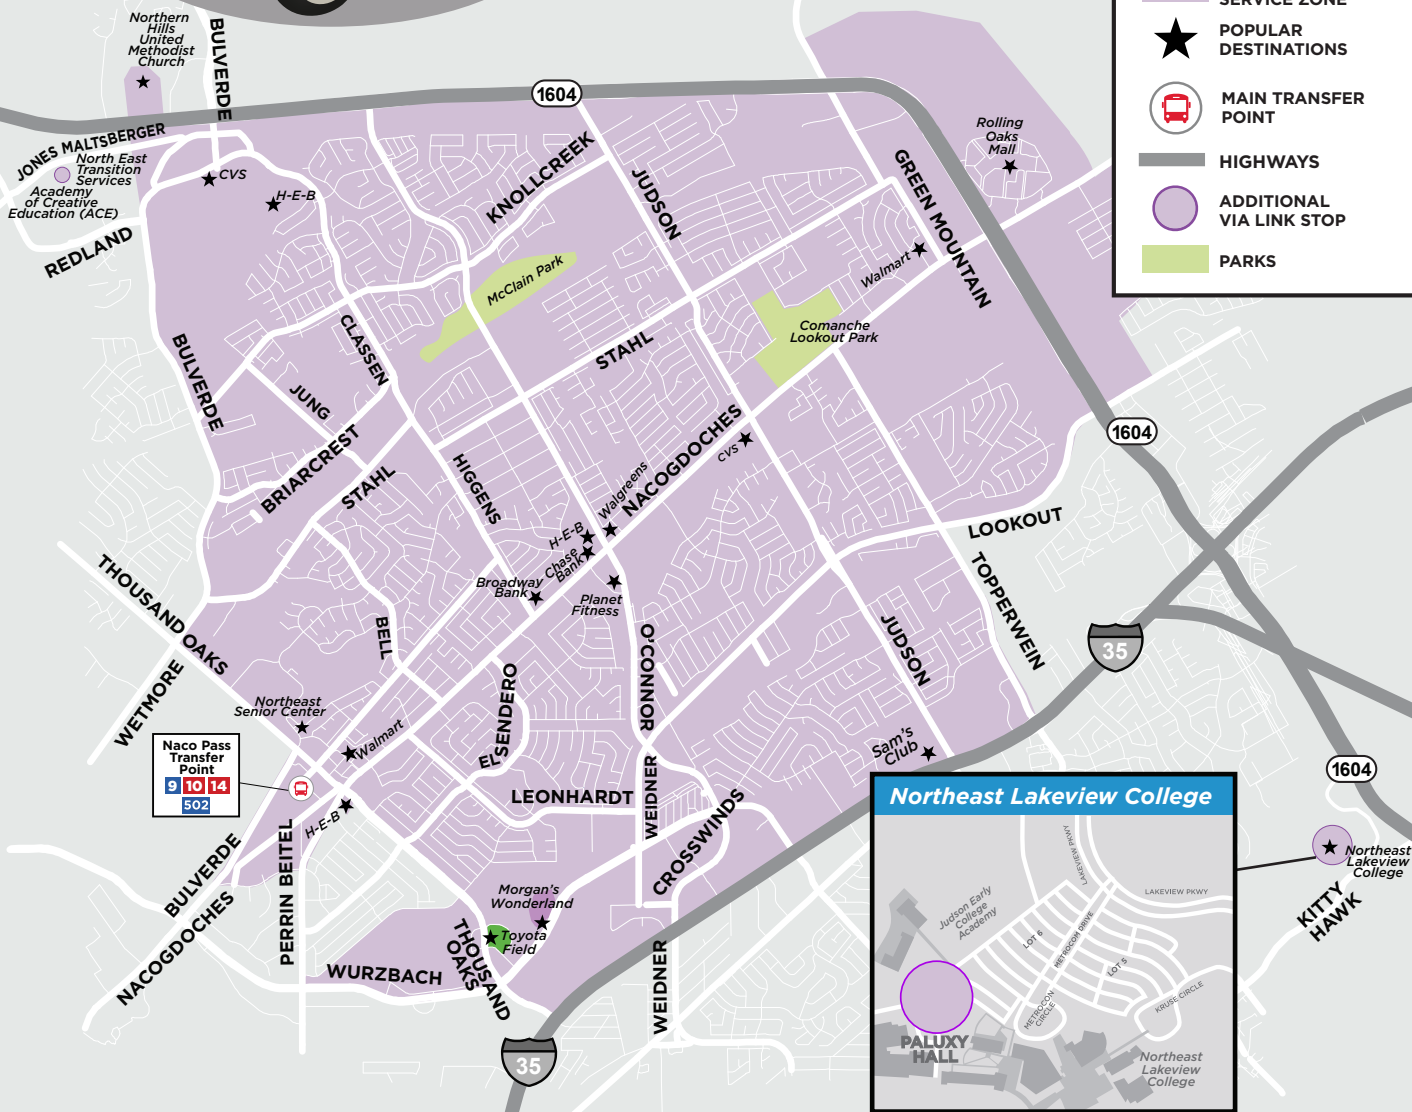 SERVICE ZONE
POPULAR
DESTINATIONS
MAIN TRANSFER
POINT
HIGHWAYS
ADDITIONAL
VIA LINK STOP
PARKS
Northern
Hills
United
Methodist
Church
BULVERDE
1604
JONES MALTSBERGER
North East
Transition
Services
Academy
of Creative
Education (ACE)
CVS
H-E-B
REDLAND
KNOLLCREEK
JUDSON
GREEN MOUNTAIN
Rolling
Oaks
Mall
Walmart
McClain Park
Comanche
Lookout Park
BULVERDE
CLASSEN
JUNG
STAHL
BRIARCREST
STAHL
HIGGENS
NACOGDOCHES
CVS
Walgreens
H-E-B
Chase
Bank
Broadway
Bank
Planet
Fitness
1604
LOOKOUT
TOPPERWEIN
35
THOUSAND OAKS
WETMORE
BELL
EL SENDERO
O'CONNOR
JUDSON
Northeast
Senior Center
Walmart
Naco Pass
Transfer
Point
9 10 14
502
H-E-B
Sam's
Club
LEONHARDT
WEIDNER
CROSSWINDS
BULVERDE
NACOGDOCHES
PERRIN BEITEL
Morgan's
Wonderland
Toyota
Field
THOUSAND
OAKS
WURZBACH
WEIDNER
35
1604
Northeast
Lakeview
College
KITTY
HAWK
Northeast Lakeview College
LAKEVIEW PKWY
LAKEVIEW PKWY
Judson Early
College
Academy
LOT 6
METROCOM DRIVE
LOT 5
METROCON
CIRCLE
KRUSE CIRCLE
PALUXY
HALL
Northeast
Lakeview
College